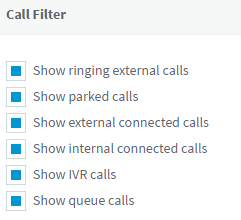 Call Filter
Show ringing external calls
Show parked calls
Show external connected calls
Show internal connected calls
Show IVR calls
Show queue calls